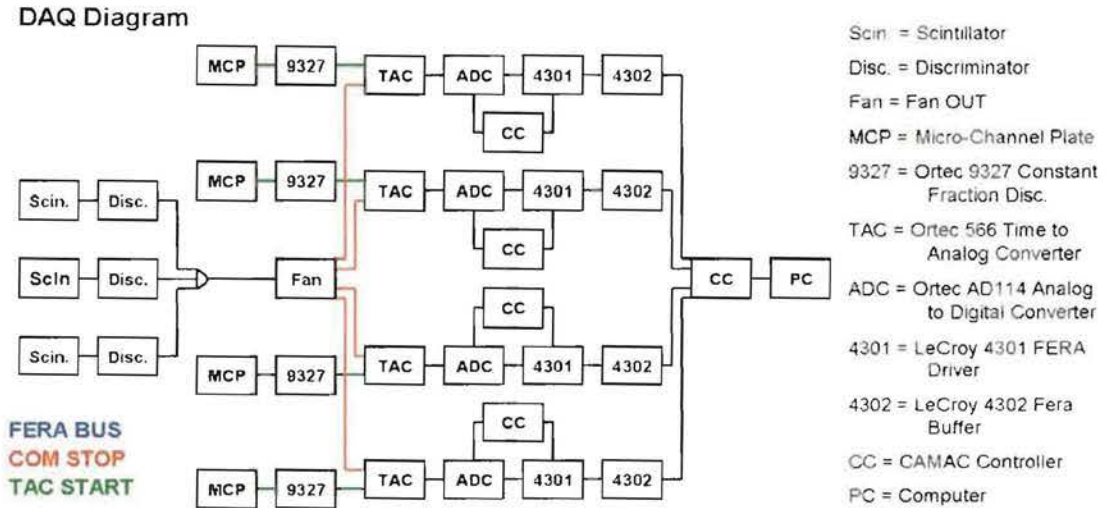 DAQ Diagram
MCP 9327 TAC ADC 4301 4302
CC
MCP 9327 TAC ADC 4301 4302
CC
Scin. Disc.
ScIn Disc.
Scin. Disc.
Fan
CC PC
CC
MCP 9327 TAC ADC 4301 4302
CC
MCP 9327 TAC ADC 4301 4302
FERA BUS
COM STOP
TAC START
Scin. = Scintillator
Disc. = Discriminator
Fan = Fan OUT
MCP = Micro-Channel Plate
9327 = Ortec 9327 Constant
Fraction Disc.
TAC = Ortec 566 Time to
Analog Converter
ADC = Ortec AD114 Analog
to Digital Converter
4301 = LeCroy 4301 FERA
Driver
4302 = LeCroy 4302 Fera
Buffer
CC = CAMAC Controller
PC = Computer